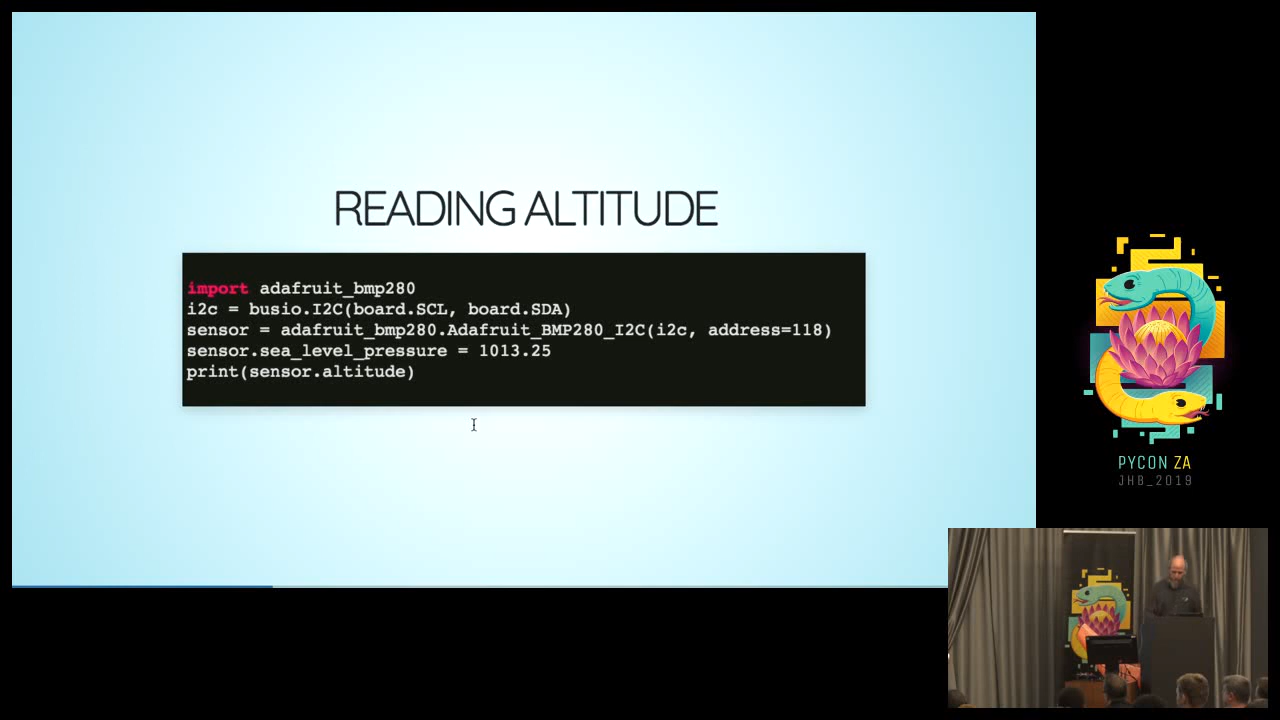 READING ALTITUDE
import adafruit_bmp280
i2c = busio.I2C(board.SCL, board.SDA)
sensor = adafruit_bmp280.Adafruit_BMP280_I2C(i2c, address=118)
sensor.sea_level_pressure = 1013.25
print(sensor.altitude)
PYCON ZA
JHB_2019